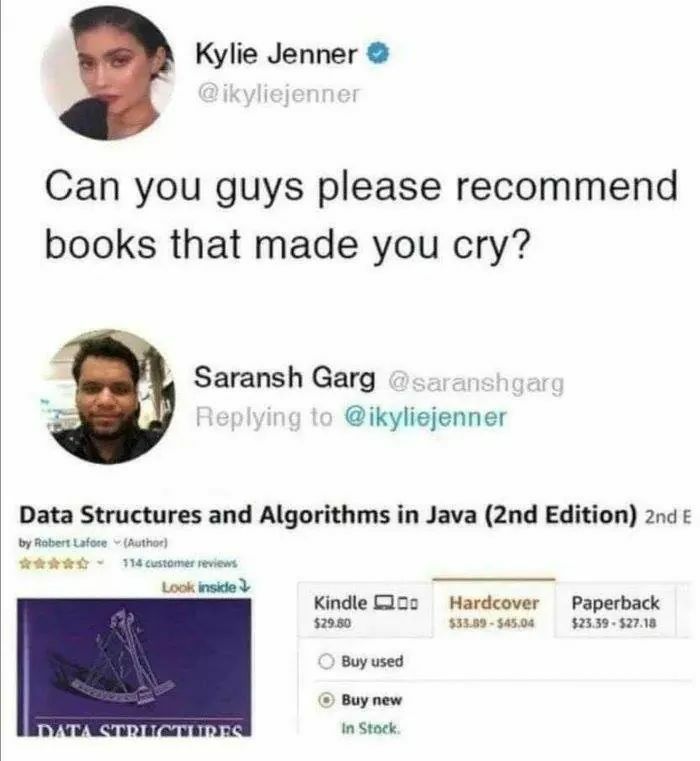 Kylie Jenner
@ikyliejenner
Can you guys please recommend
books that made you cry?
Saransh Garg @saranshgarg
Replying to @ikyliejenner
Data Structures and Algorithms in Java (2nd Edition) 2nd E
by Robert Lafore (Author)
114 customer reviews
Look inside
Kindle Hardcover Paperback
$29.80 $33.89 - $45.04 $23.39 - $27.18
Buy used
Buy new
In Stock.
DATA STRUCTURES